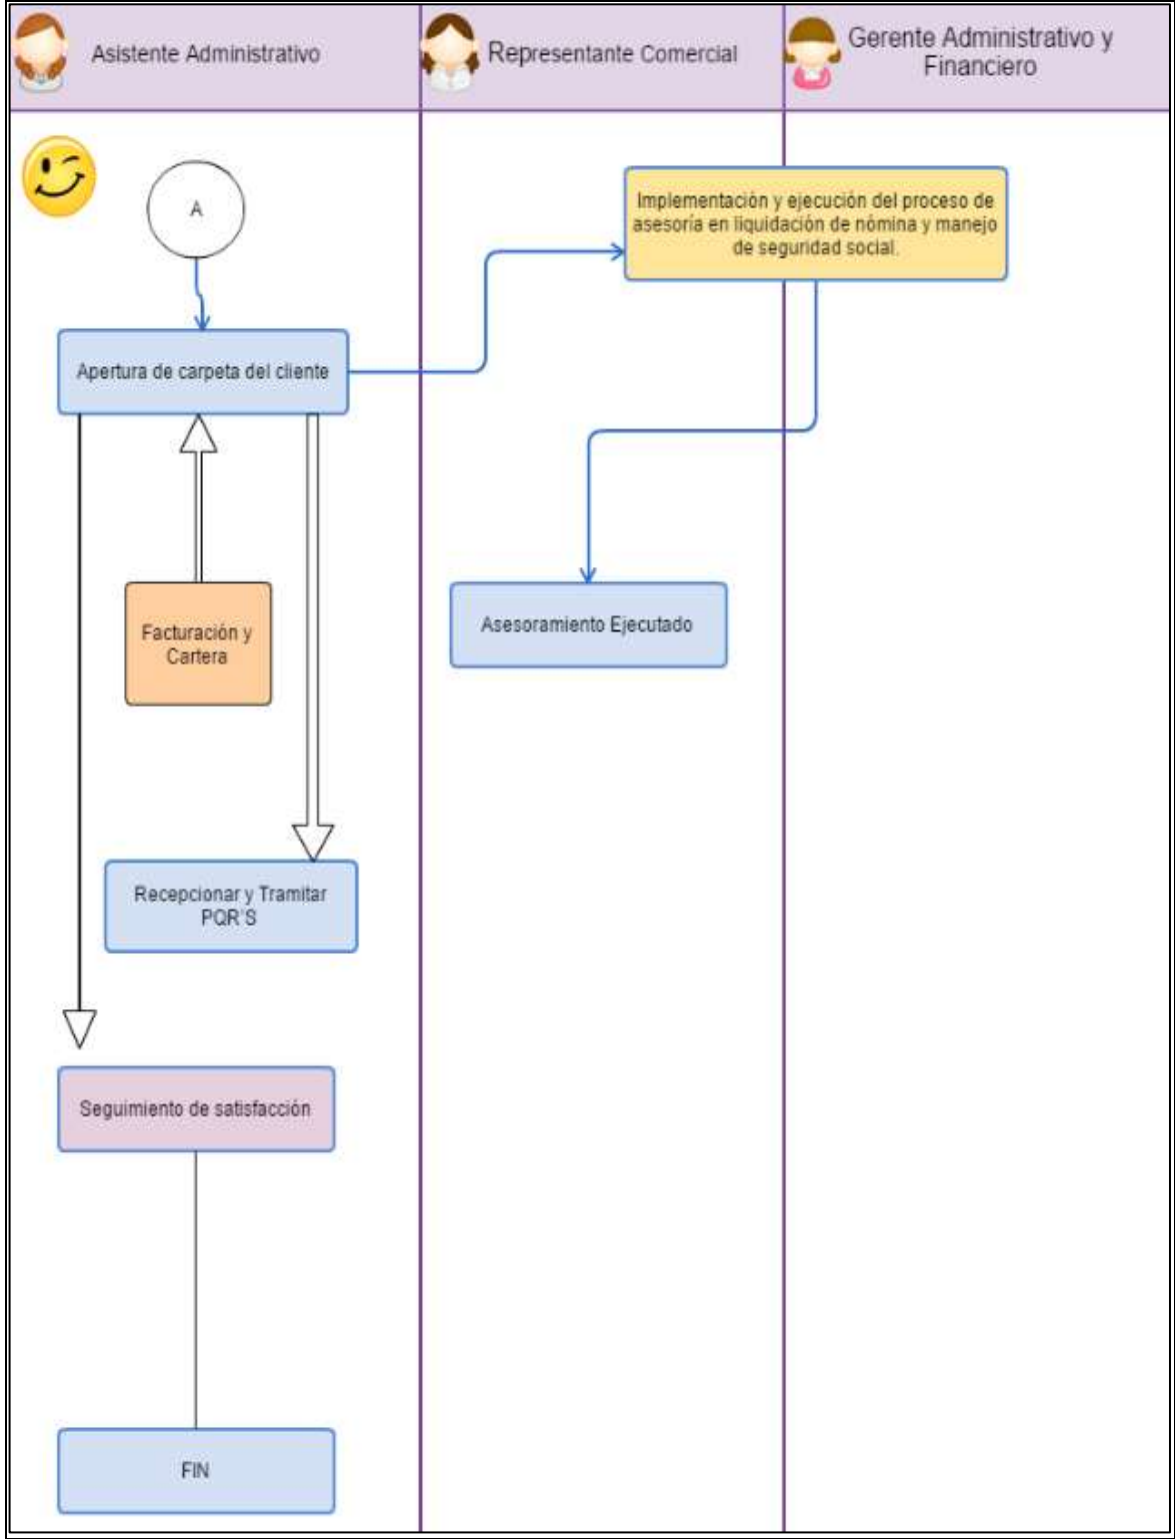 Asistente Administrativo
Representante Comercial
Gerente Administrativo y
Financiero
A
Implementación y ejecución del proceso de
asesoría en liquidación de nómina y manejo
de seguridad social.
Apertura de carpeta del cliente
Facturación y
Cartera
Asesoramiento Ejecutado
Recepcionar y Tramitar
PQR'S
Seguimiento de satisfacción
FIN